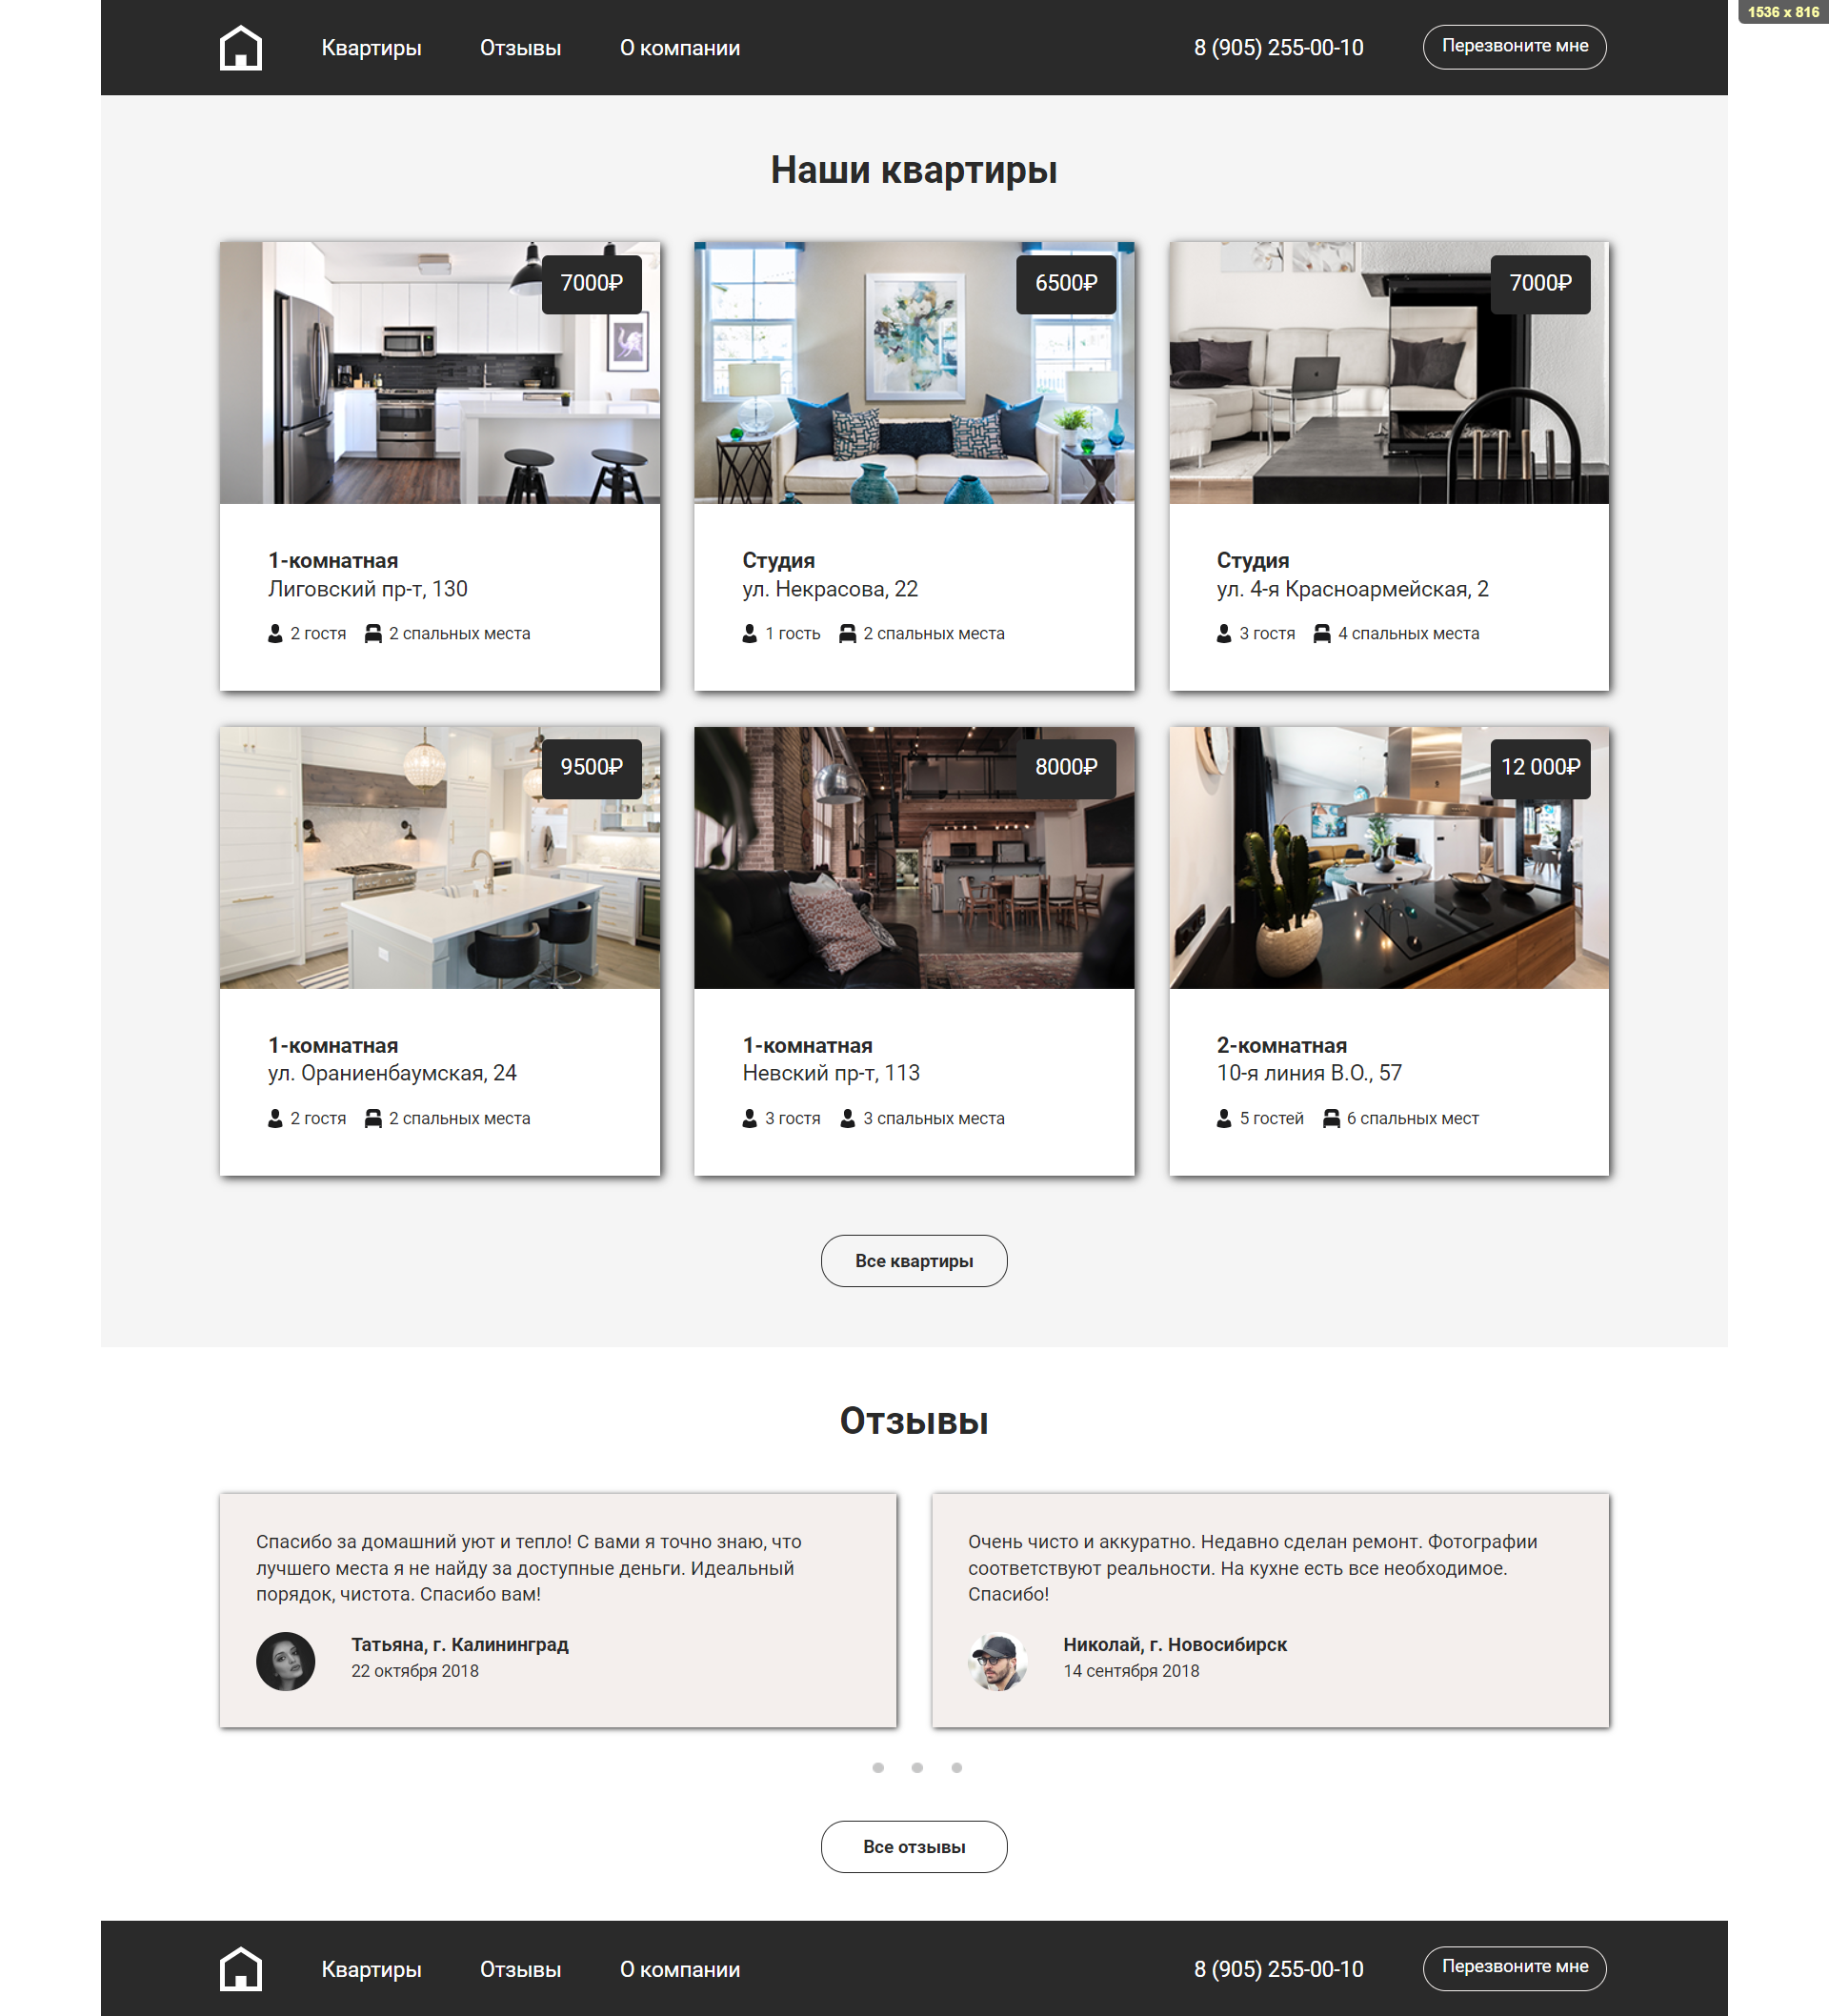 1536 x 816
Квартиры
Отзывы
О компании
8 (905) 255-00-10
Перезвоните мне
Наши квартиры
7000₽
1-комнатная
Лиговский пр-т, 130
2 гостя 2 спальных места
6500₽
Студия
ул. Некрасова, 22
1 гость 2 спальных места
7000₽
Студия
ул. 4-я Красноармейская, 2
3 гостя 4 спальных места
9500₽
1-комнатная
ул. Ораниенбаумская, 24
2 гостя 2 спальных места
8000₽
1-комнатная
Невский пр-т, 113
3 гостя 3 спальных места
12 000₽
2-комнатная
10-я линия В.О., 57
5 гостей 6 спальных мест
Все квартиры
Отзывы
Спасибо за домашний уют и тепло! С вами я точно знаю, что
лучшего места я не найду за доступные деньги. Идеальный
порядок, чистота. Спасибо вам!
Татьяна, г. Калининград
22 октября 2018
Очень чисто и аккуратно. Недавно сделан ремонт. Фотографии
соответствуют реальности. На кухне есть все необходимое.
Спасибо!
Николай, г. Новосибирск
14 сентября 2018
Все отзывы
Квартиры
Отзывы
О компании
8 (905) 255-00-10
Перезвоните мне